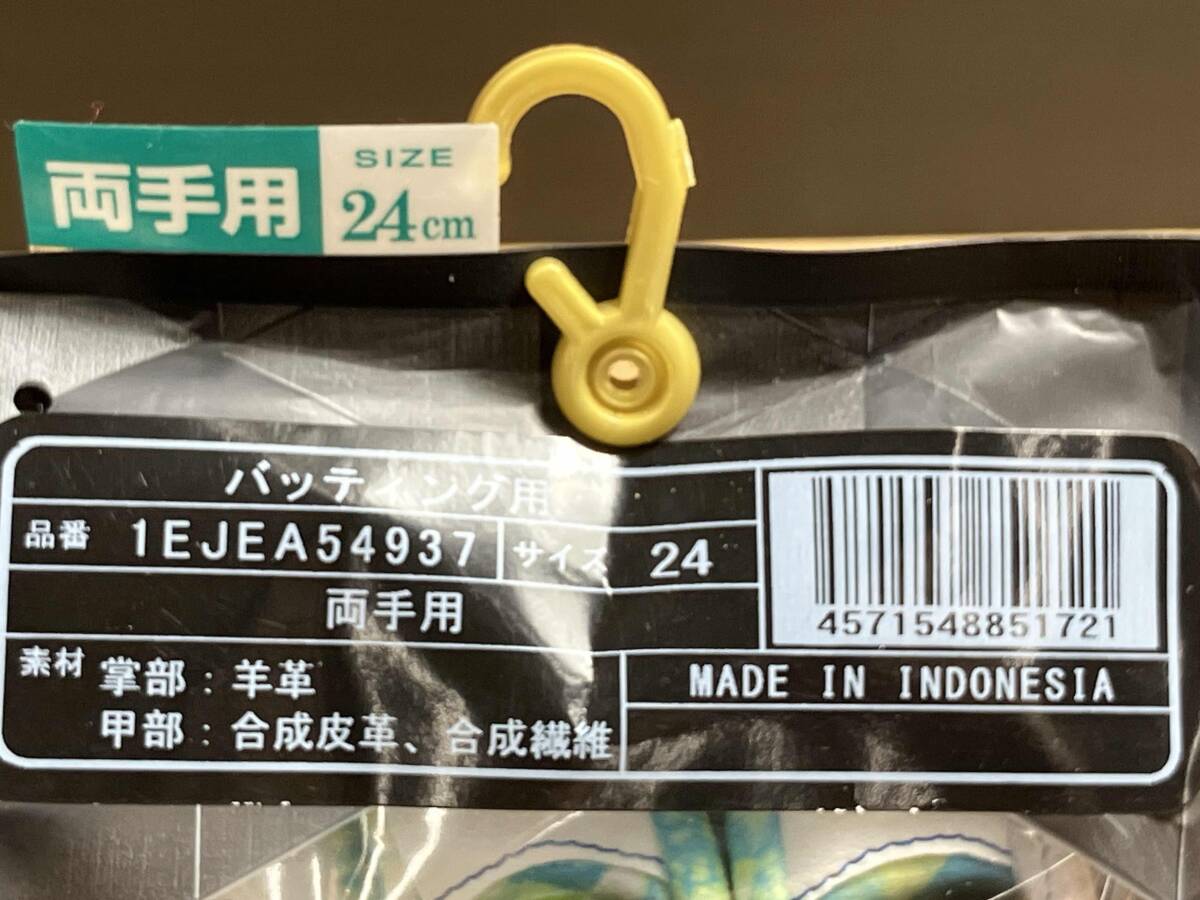 両手用
SIZE
24cm
バッティング用
品番 1EJEA54937 サイズ 24
両手用
4571548851721
素材 掌部：羊革
甲部：合成皮革、合成繊維
MADE IN INDONESIA